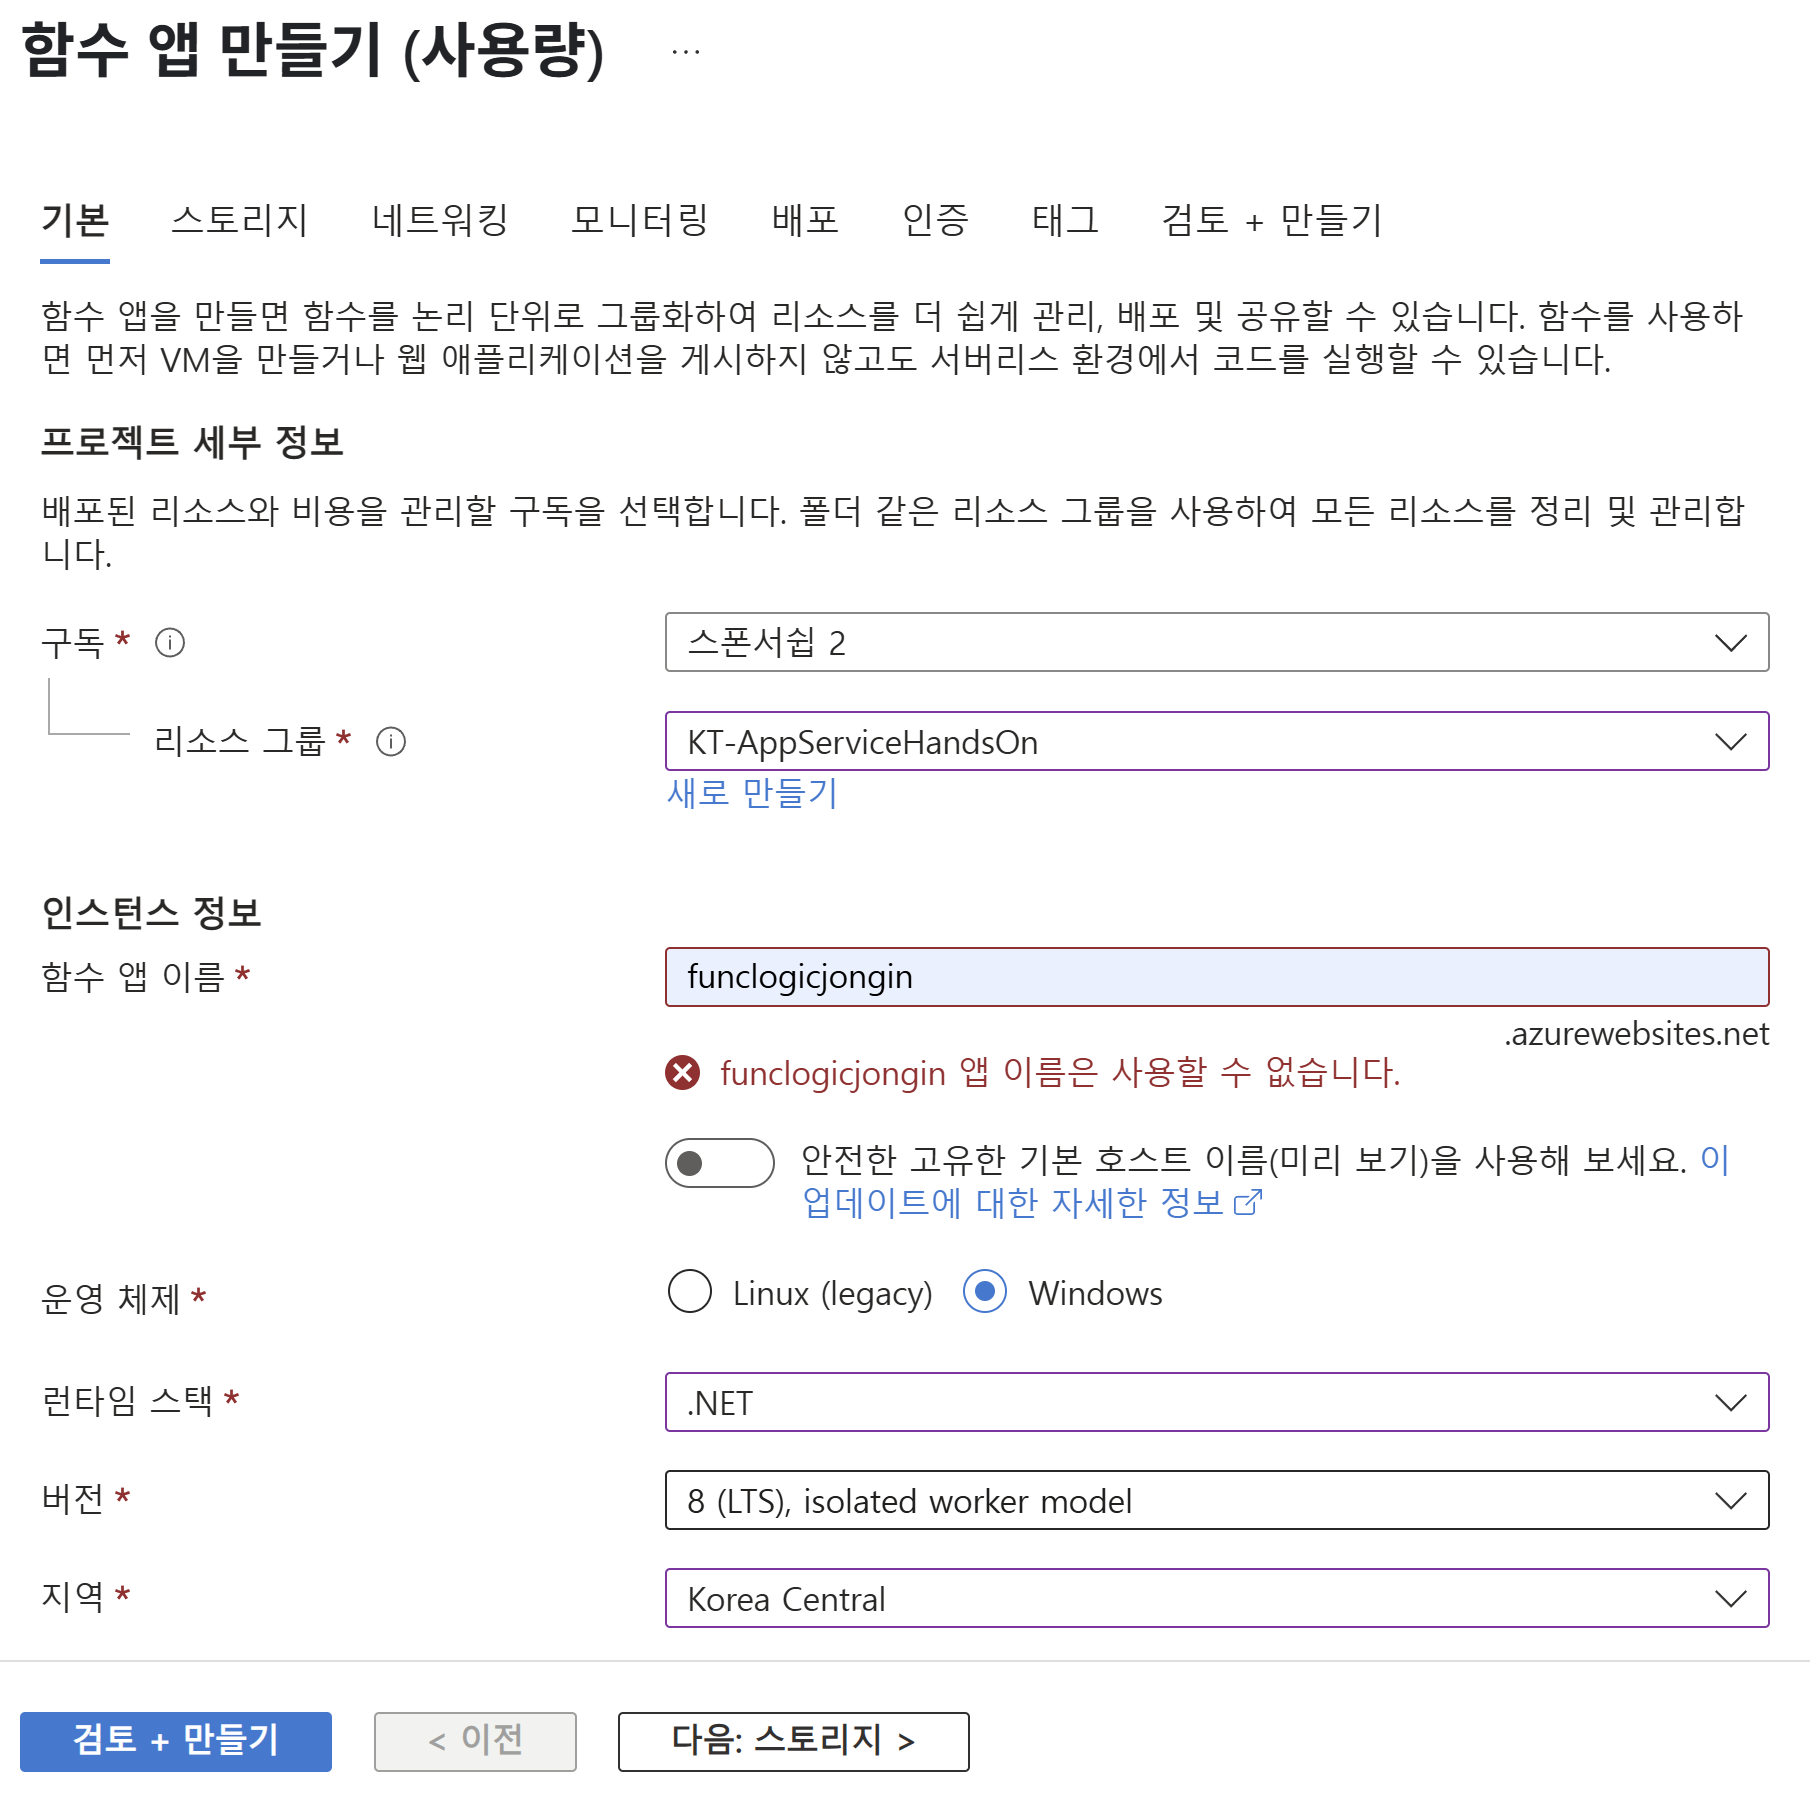 함수 앱 만들기 (사용량) ...
기본 스토리지 네트워킹 모니터링 배포 인증 태그 검토 + 만들기
함수 앱을 만들면 함수를 논리 단위로 그룹화하여 리소스를 더 쉽게 관리, 배포 및 공유할 수 있습니다. 함수를 사용하
면 먼저 VM을 만들거나 웹 애플리케이션을 게시하지 않고도 서버리스 환경에서 코드를 실행할 수 있습니다.
프로젝트 세부 정보
배포된 리소스와 비용을 관리할 구독을 선택합니다. 폴더 같은 리소스 그룹을 사용하여 모든 리소스를 정리 및 관리합
니다.
구독 * 스폰서쉽 2
리소스 그룹 * KT-AppServiceHandsOn
새로 만들기
인스턴스 정보
함수 앱 이름 * funclogicjongin
.azurewebsites.net
funclogicjongin 앱 이름은 사용할 수 없습니다.
안전한 고유한 기본 호스트 이름(미리 보기)을 사용해 보세요. 이
업데이트에 대한 자세한 정보
운영 체제 * Linux (legacy) Windows
런타임 스택 * .NET
버전 * 8 (LTS), isolated worker model
지역 * Korea Central
검토 + 만들기 < 이전 다음: 스토리지 >